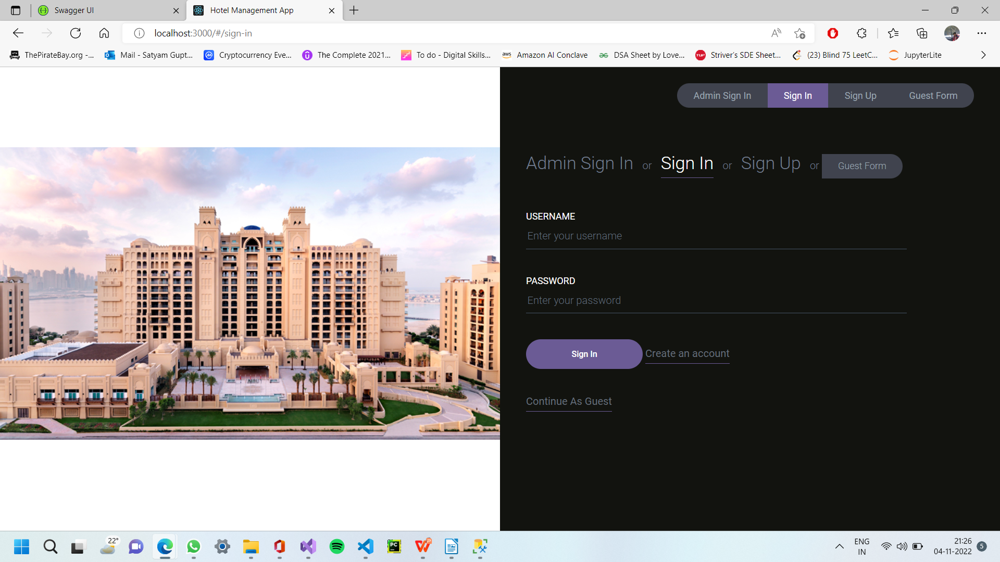 Swagger UI
Hotel Management App
localhost:3000/#/sign-in
ThePirateBay.org -...
Mail - Satyam Gupt...
Cryptocurrency Eve...
The Complete 2021...
To do - Digital Skills...
aws Amazon AI Conclave
DSA Sheet by Love...
TUF Striver's SDE Sheet...
(23) Blind 75 LeetC...
JupyterLite
Admin Sign In
Sign In
Sign Up
Guest Form
Admin Sign In or Sign In or Sign Up or Guest Form
USERNAME
Enter your username
PASSWORD
Enter your password
Sign In
Create an account
Continue As Guest
22°
PC
ENG
IN
21:26
04-11-2022
5